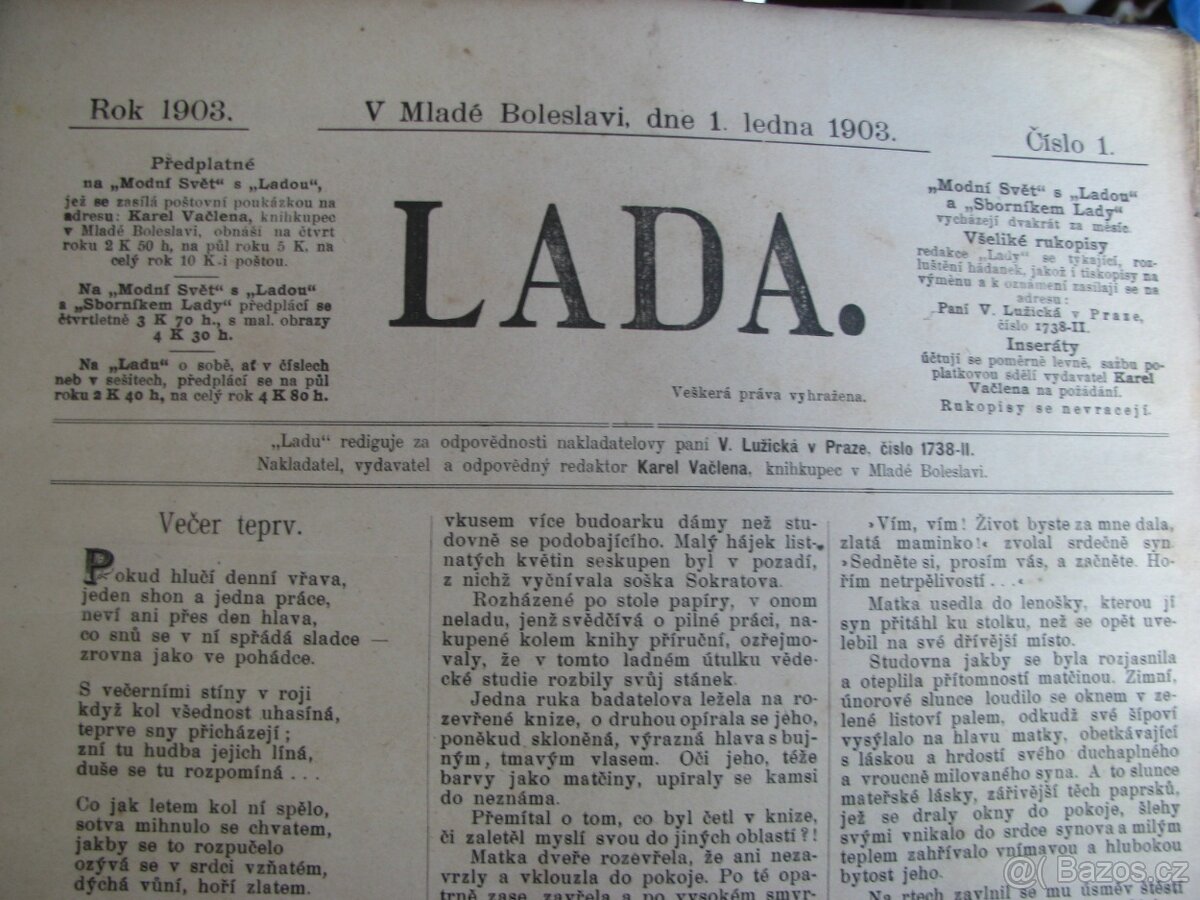 Rok 1903.
V Mladé Boleslavi, dne 1. ledna 1903.
Číslo 1.
Předplatné
na „Modní Svět“ s „Ladou“,
jež se zasílá poštovní poukázkou na
adresu: Karel Vačlena, knihkupec
v Mladé Boleslavi, obnáší na čtvrt
roku 2 K 50 h, na půl roku 5 K. na
celý rok 10 K-i poštou.
Na „Modní Svět“ s „Ladou“
a „Sborníkem Lady“ předplácí se
čtvrtletně 3 K 70 h., s mal. obrazy
4 K 30 h.
Na „Ladu“ o sobě, ať v číslech
neb v sešitech, předplácí se na půl
roku 2 K 40 h, na celý rok 4 K 80 h.
LADA.
Veškerá práva vyhražena.
„Modní Svět“ s „Ladou“
a „Sborníkem Lady“
vycházejí dvakrát za měsíc.
Všeliké rukopisy
redakce „Lady“ se týkající, roz-
luštění hádanek, jakož i tiskopisy na
výměnu a k oznámení zasílají se na
adresu:
Paní V. Lužická v Praze,
číslo 1738-II.
Inseráty
účtují se poměrně levně, sazbu po-
platkovou sdělí vydavatel Karel
Vačlena na požádání.
Rukopisy se nevracejí.
„Ladu“ rediguje za odpovědnosti nakladatelovy paní V. Lužická v Praze, číslo 1738-II.
Nakladatel, vydavatel a odpovědný redaktor Karel Vačlena, knihkupec v Mladé Boleslavi.
Večer teprv.
Pokud hlučí denní vřava,
jeden shon a jedna práce,
neví ani přes den hlava,
co snů se v ní spřádá sladce —
zrovna jako ve pohádce.
S večerními stíny v roji
když kol všednost uhasíná,
teprve sny přicházejí;
zní tu hudba jejich líná,
duše se tu rozpomíná ...
Co jak letem kol ní spělo,
sotva mihnulo se chvatem,
jakby se to rozpučelo
ozývá se v srdci vzňatém,
dýchá vůní, hoří zlatem.
vkusem více budoarku dámy než stu-
dovně se podobajícího. Malý hájek list-
natých květin seskupen byl v pozadí,
z nichž vyčnívala soška Sokratova.
Rozházené po stole papíry, v onom
neladu, jenž svědčívá o pilné práci, na-
kupené kolem knihy příruční, ozřejmo-
valy, že v tomto ladném útulku vědec-
ké studie rozbily svůj stánek.
Jedna ruka badatelova ležela na ro-
zevřené knize, o druhou opírala se jeho,
poněkud skloněná, výrazná hlava s buj-
ným, tmavým vlasem. Oči jeho, téže
barvy jako matčiny, upíraly se kamsi
do neznáma.
Přemítal o tom, co byl četl v knize,
či zaletěl myslí svou do jiných oblastí?!
Matka dveře rozevřela, že ani neza-
vrzly a vklouzla do pokoje. Po té opa-
trně zase zavřela a po vysokém smyr-
»Vím, vím! Život byste za mne dala,
zlatá maminko!« zvolal srdečně syn.
»Sedněte si, prosím vás, a začněte. Ho-
řím netrpělivostí ...«
Matka usedla do lenošky, kterou jí
syn přitáhl ku stolku, než se opět uve-
lebil na své dřívější místo.
Studovna jakby se byla rozjasnila
a oteplila přítomností matčinou. Zimní,
únorové slunce loudilo se oknem v ze-
lené listoví palem, odkudž své šípoví
vysýlalo na hlavu matky, obetkávající
s láskou a hrdostí svého duchaplného
a vroucně milovaného syna. A to slunce
mateřské lásky, zářivější těch paprsků,
jež se draly okny do pokoje, šlehy
svými vnikalo do srdce synova a milým
teplem zahřívalo vnímavou a hlubokou
bytost jeho.
Na rtech zavlnil se mu úsměv štěstí
Bazos.cz